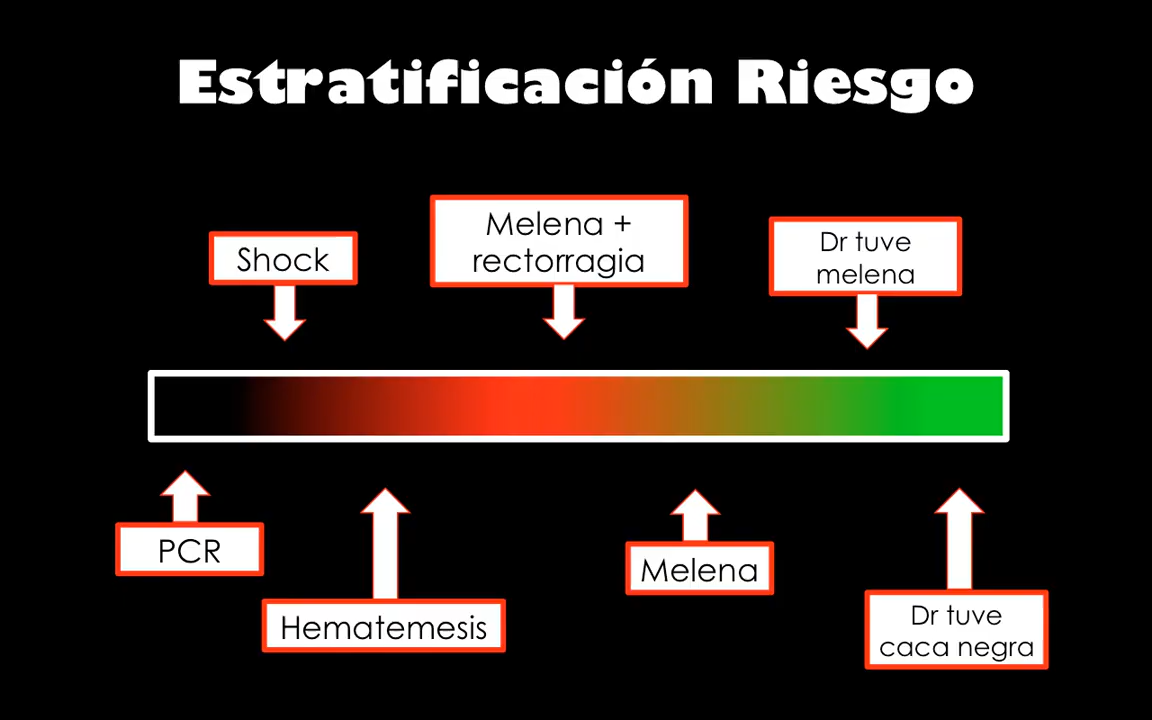 Estratificación Riesgo
Shock
Melena +
rectorragia
Dr tuve
melena
PCR
Hematemesis
Melena
Dr tuve
caca negra